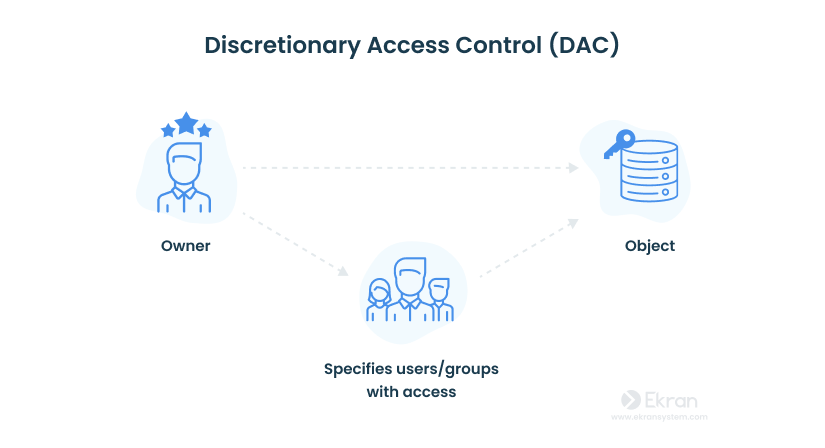 Discretionary Access Control (DAC)
Owner
Object
Specifies users/groups
with access
Ekran
www.ekransystem.com